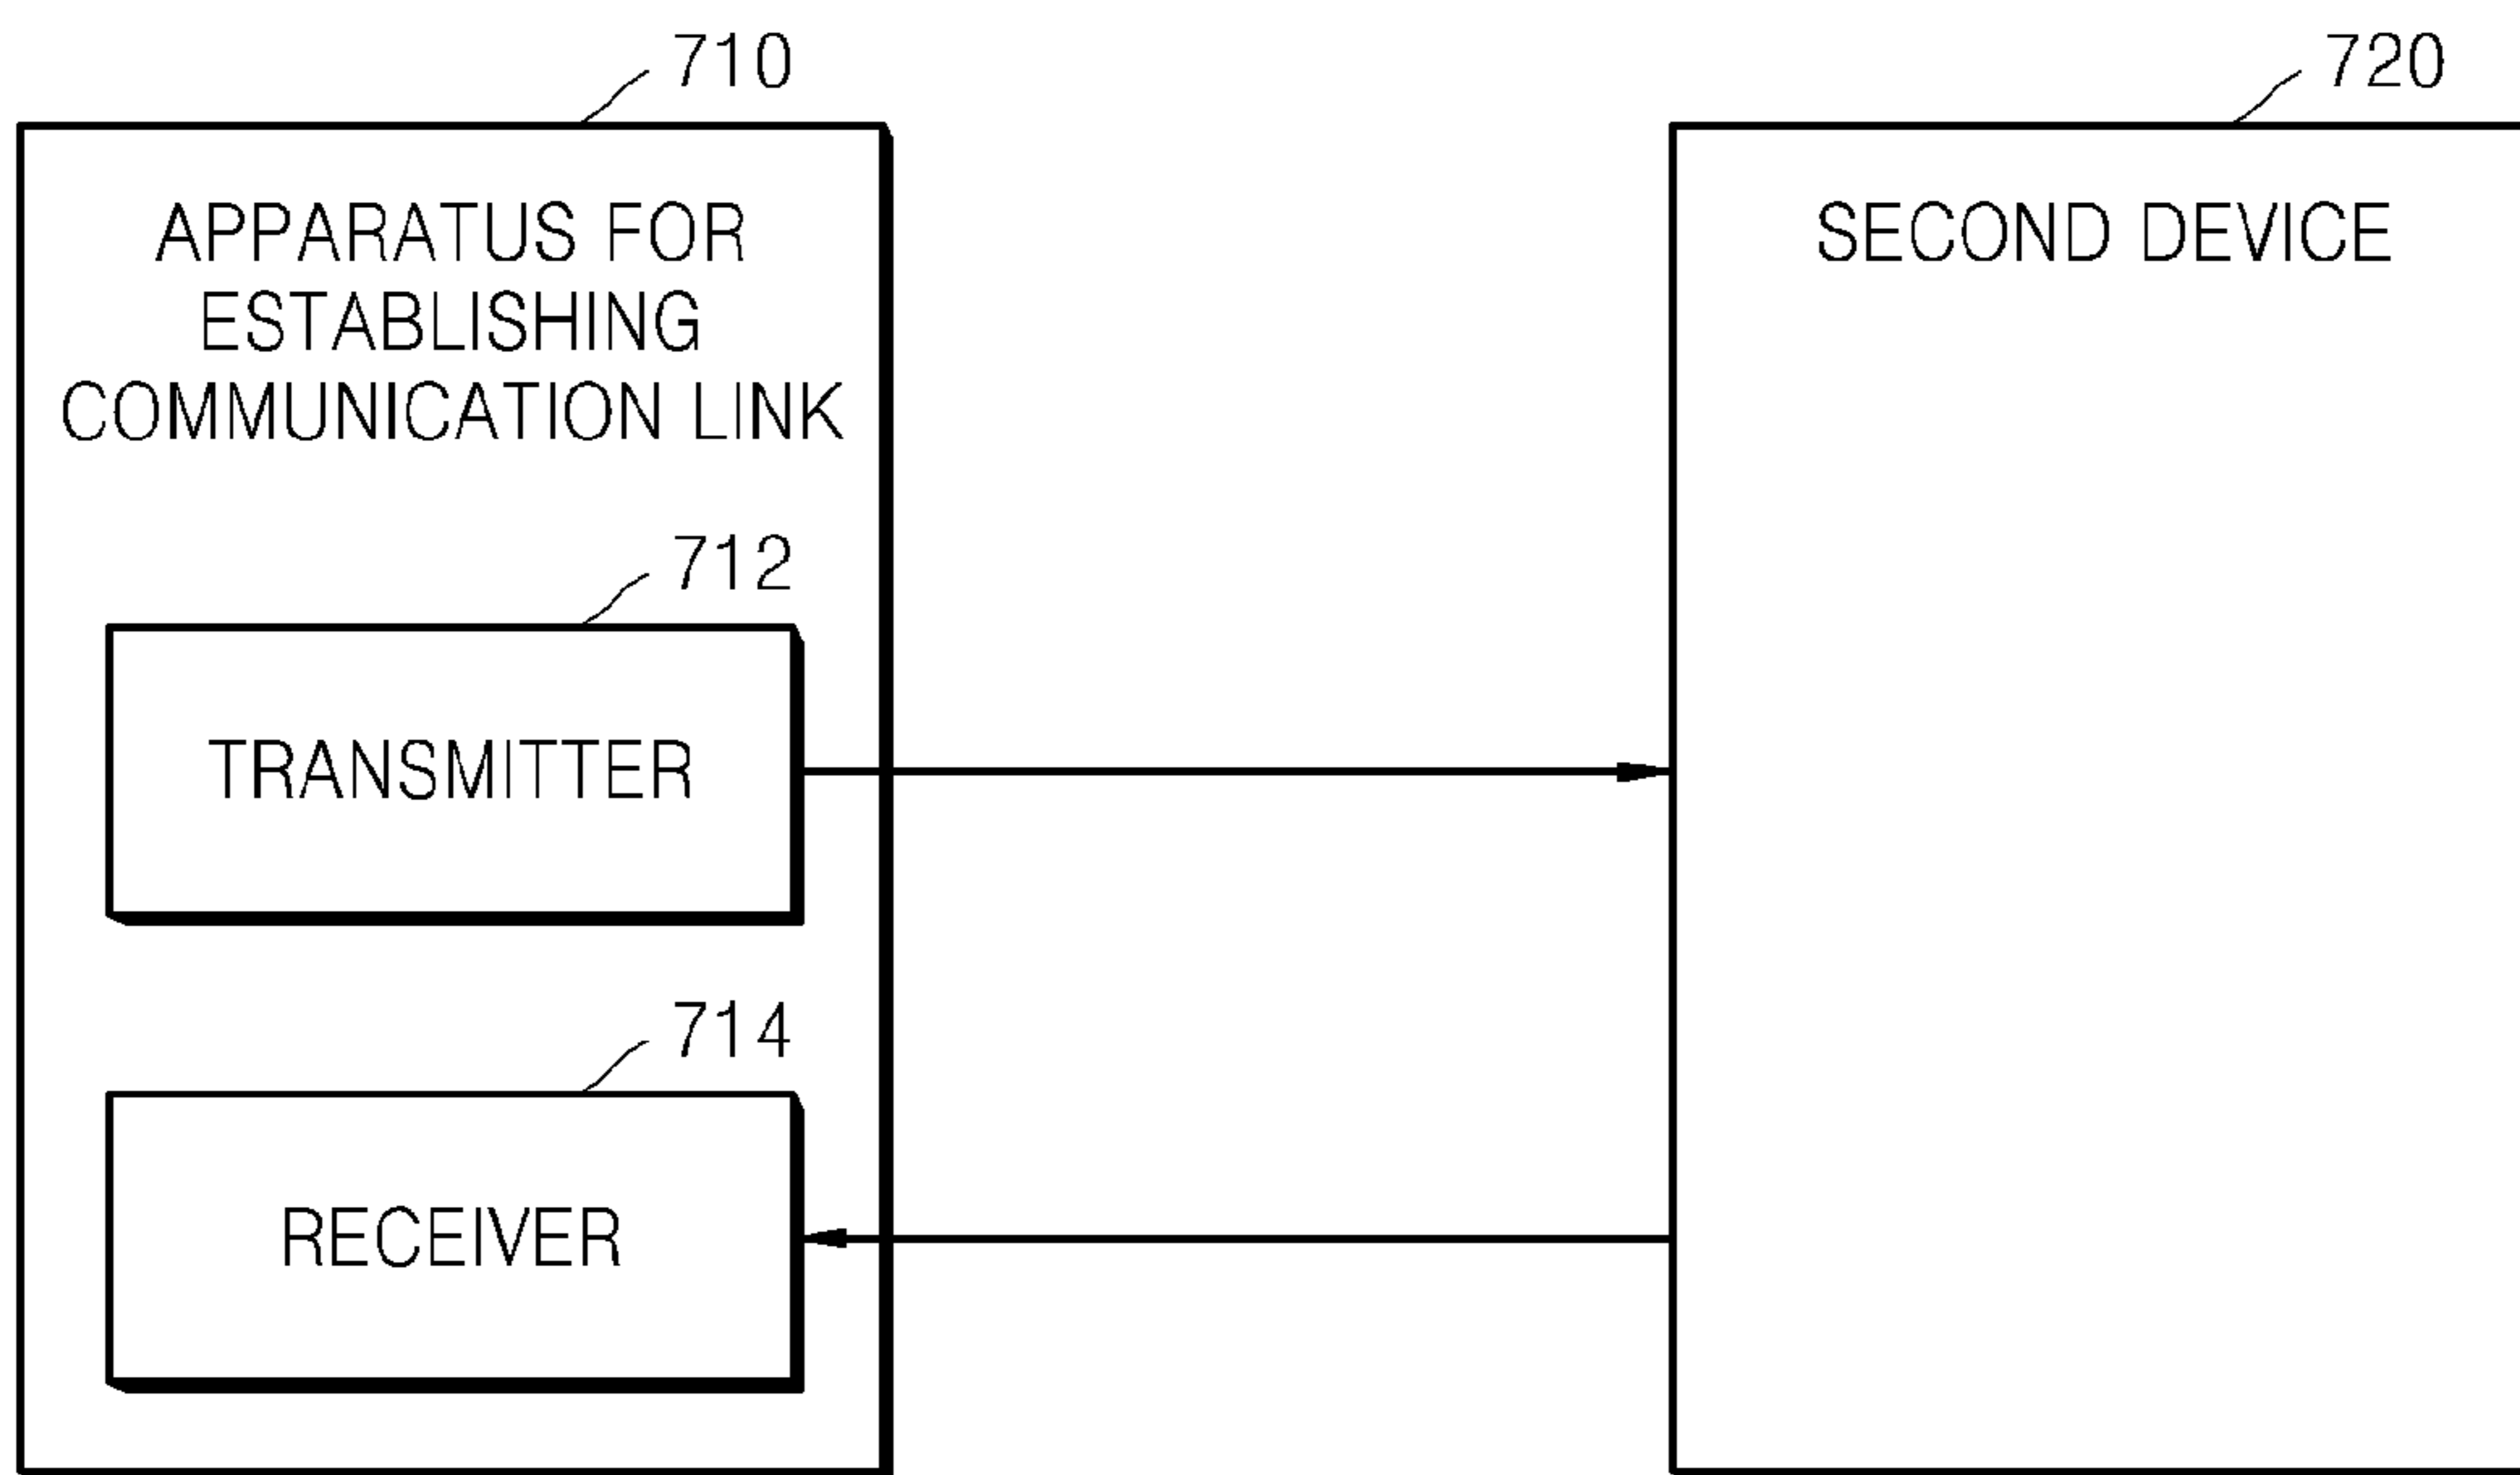 710
720
APPARATUS FOR
ESTABLISHING
COMMUNICATION LINK
SECOND DEVICE
712
TRANSMITTER
714
RECEIVER